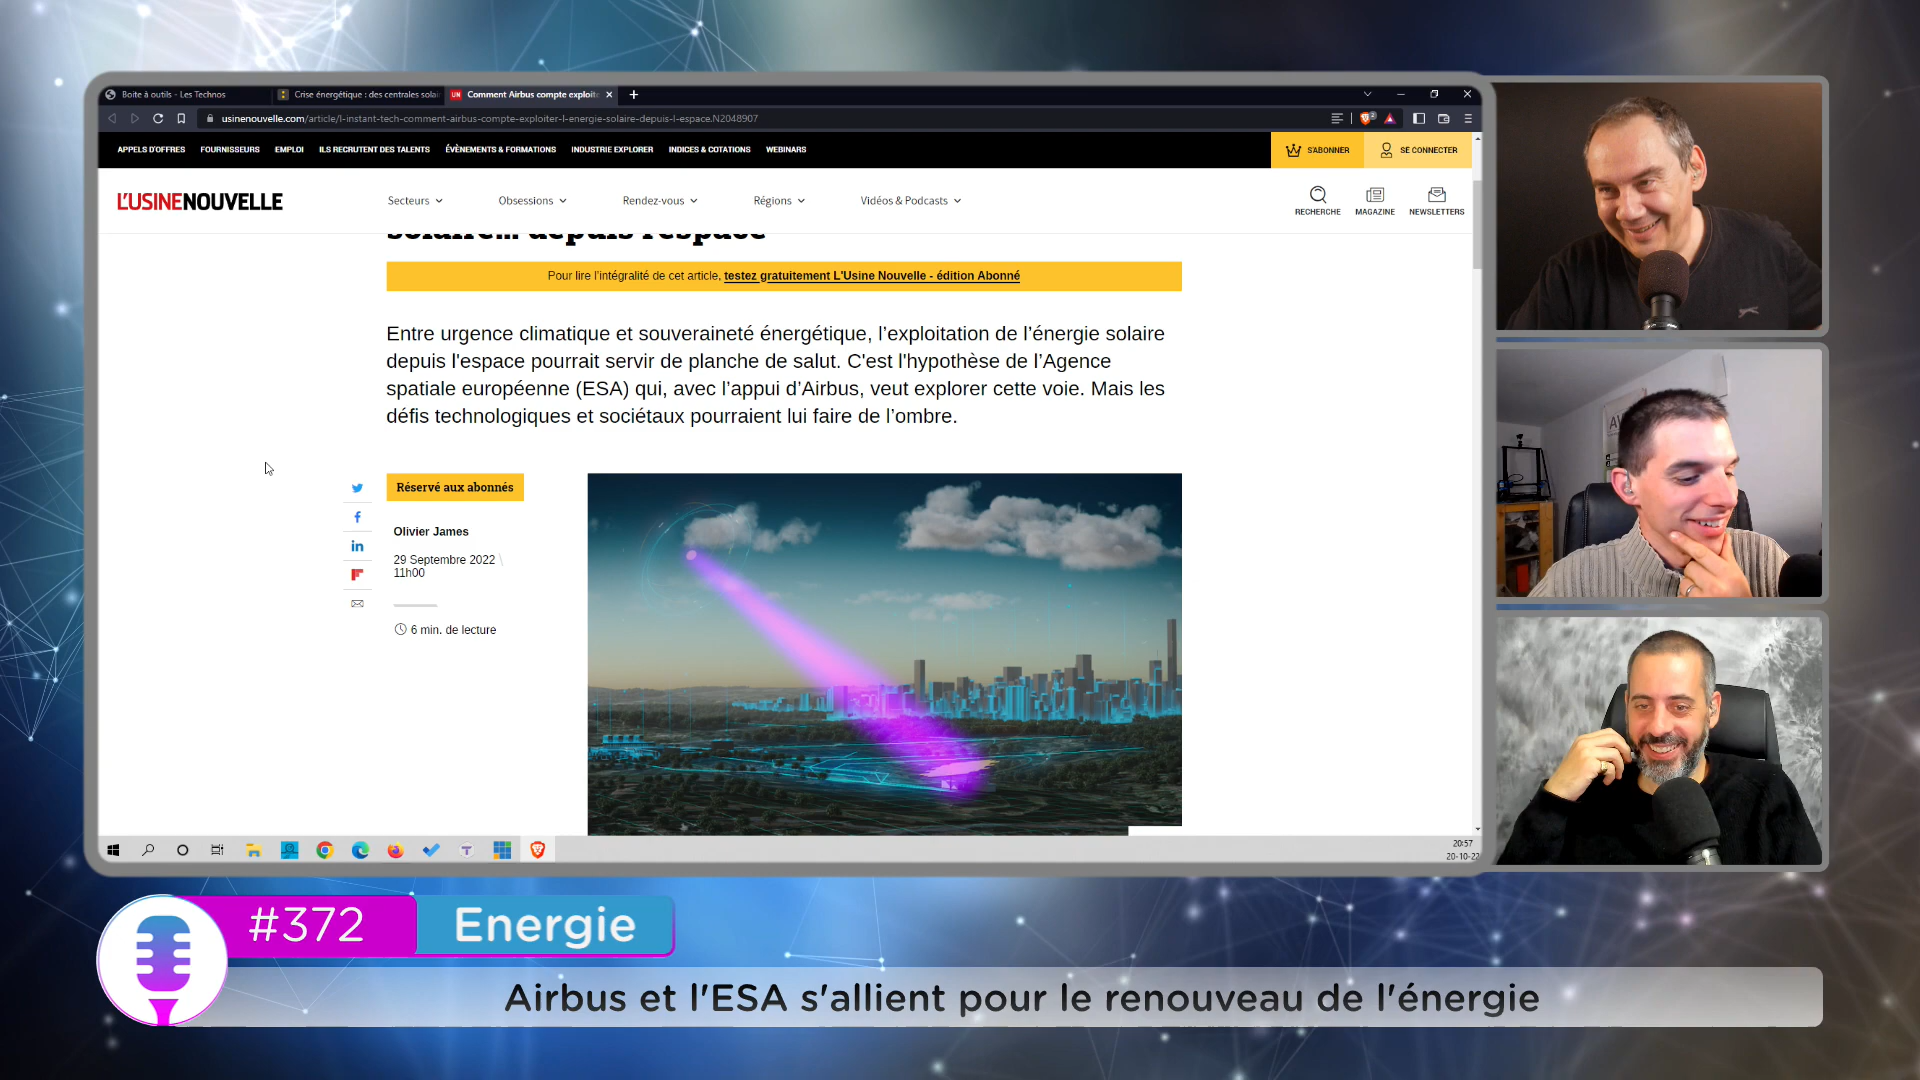 Boite à outils - Les Technos
Crise énergétique : des centrales solai
UN Comment Airbus compte exploite
usinenouvelle.com/article/l-instant-tech-comment-airbus-compte-exploiter-l-energie-solaire-depuis-l-espace.N2048907
APPELS D'OFFRES FOURNISSEURS EMPLOI ILS RECRUTENT DES TALENTS ÉVÈNEMENTS & FORMATIONS INDUSTRIE EXPLORER INDICES & COTATIONS WEBINARS
S'ABONNER SE CONNECTER
L'USINENOUVELLE
Secteurs Obsessions Rendez-vous Régions Vidéos & Podcasts
RECHERCHE MAGAZINE NEWSLETTERS
solaire... depuis l'espace
Pour lire l'intégralité de cet article, testez gratuitement L'Usine Nouvelle - édition Abonné
Entre urgence climatique et souveraineté énergétique, l'exploitation de l'énergie solaire
depuis l'espace pourrait servir de planche de salut. C'est l'hypothèse de l'Agence
spatiale européenne (ESA) qui, avec l'appui d'Airbus, veut explorer cette voie. Mais les
défis technologiques et sociétaux pourraient lui faire de l'ombre.
Réservé aux abonnés
Olivier James
29 Septembre 2022 \
11h00
6 min. de lecture
20:57
20-10-22
#372
Energie
Airbus et l'ESA s'allient pour le renouveau de l'énergie